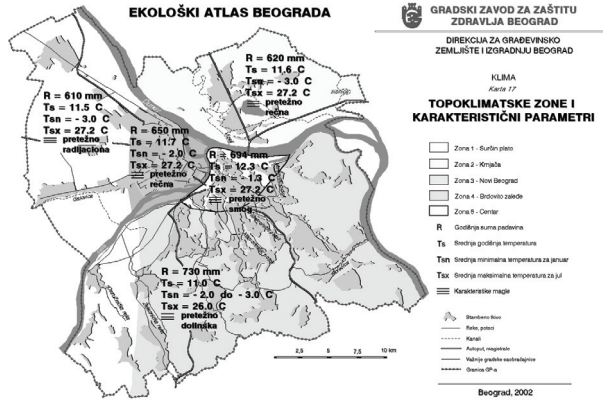 EKOLOŠKI ATLAS BEOGRADA
GRADSKI ZAVOD ZA ZAŠTITU
ZDRAVLJA BEOGRAD
DIREKCIJA ZA GRAĐEVINSKO
ZEMLJIŠTE I IZGRADNJU BEOGRAD
KLIMA
Karta 17
TOPOKLIMATSKE ZONE I
KARAKTERISTIČNI PARAMETRI
Zona 1 - Surčin plato
Zona 2 - Krnjača
Zona 3 - Novi Beograd
Zona 4 - Brdovito zaleđe
Zona 5 - Centar
R Godišnja suma padavina
Ts Srednja godišnja temperatura
Tsn Srednja minimalna temperatura za januar
Tsx Srednja maksimalna temperatura za jul
Karakteristike magle
Stambeno tkivo
Reke, potoci
Kanali
Autoput, magistrale
Važnije gradske saobraćajnice
Granica GP-a
Beograd, 2002
R = 620 mm
Ts = 11.6 C
Tsn = - 3.0 C
Tsx = 27.2 C
pretežno
rečna
R = 610 mm
Ts = 11.5 C
Tsn = - 3.0 C
Tsx = 27.2 C
pretežno
radijaciona
R = 650 mm
Ts = 11.7 C
Tsn = - 2.0 C
Tsx = 27.2 C
pretežno
rečna
R = 694 mm
Ts = 12.3 C
Tsn = - 1.3 C
Tsx = 27.2 C
pretežno
smog
R = 730 mm
Ts = 11.0 C
Tsn = - 2.0 do - 3.0 C
Tsx = 26.0 C
pretežno
dolinska
2,5 5 7,5 10 km